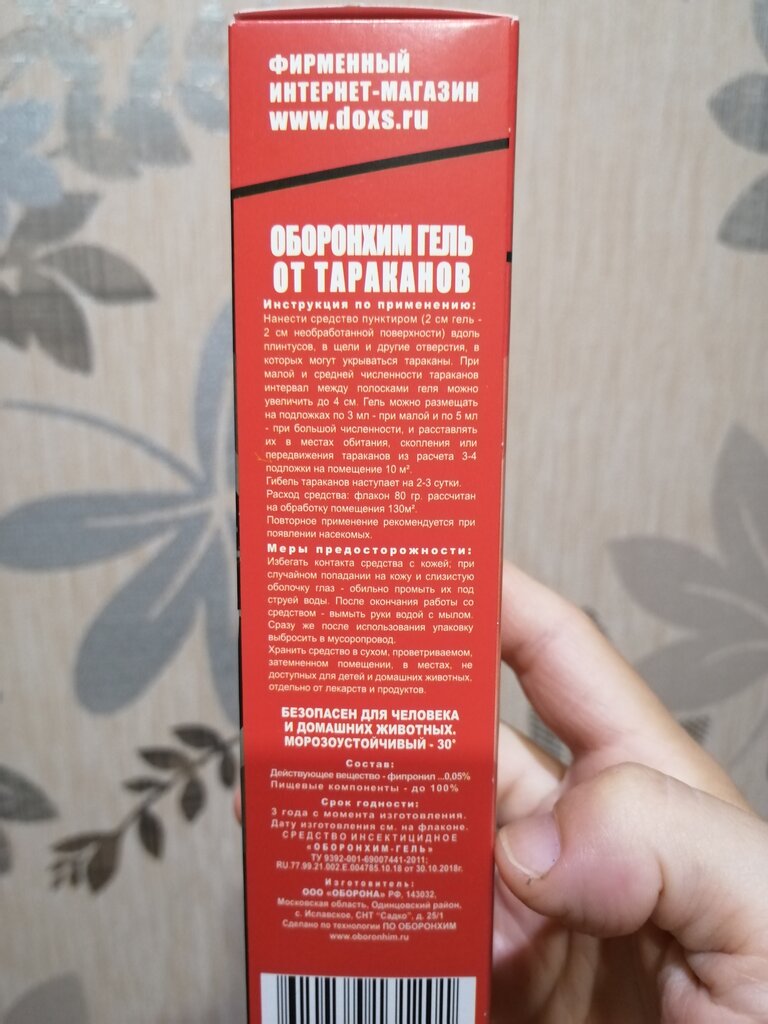 ФИРМЕННЫЙ
ИНТЕРНЕТ-МАГАЗИН
www.doxs.ru
ОБОРОНХИМ ГЕЛЬ
ОТ ТАРАКАНОВ
Инструкция по применению:
Нанести средство пунктиром (2 см гель -
2 см необработанной поверхности) вдоль
плинтусов, в щели и другие отверстия, в
которых могут укрываться тараканы. При
малой и средней численности тараканов
интервал между полосками геля можно
увеличить до 4 см. Гель можно размещать
на подложках по 3 мл - при малой и по 5 мл
- при большой численности, и расставлять
их в местах обитания, скопления или
передвижения тараканов из расчета 3-4
подложки на помещение 10 м².
Гибель тараканов наступает на 2-3 сутки.
Расход средства: флакон 80 гр. рассчитан
на обработку помещения 130м².
Повторное применение рекомендуется при
появлении насекомых.
Меры предосторожности:
Избегать контакта средства с кожей; при
случайном попадании на кожу и слизистую
оболочку глаз - обильно промыть их под
струей воды. После окончания работы со
средством - вымыть руки водой с мылом.
Сразу же после использования упаковку
выбросить в мусоропровод.
Хранить средство в сухом, проветриваемом,
затемненном помещении, в местах, не
доступных для детей и домашних животных,
отдельно от лекарств и продуктов.
БЕЗОПАСЕН ДЛЯ ЧЕЛОВЕКА
И ДОМАШНИХ ЖИВОТНЫХ.
МОРОЗОУСТОЙЧИВЫЙ - 30°
Состав:
Действующее вещество - фипронил ...0,05%
Пищевые компоненты - до 100%
Срок годности:
3 года с момента изготовления.
Дату изготовления см. на флаконе.
СРЕДСТВО ИНСЕКТИЦИДНОЕ
«ОБОРОНХИМ-ГЕЛЬ»
ТУ 9392-001-69007441-2011;
RU.77.99.21.002.Е.004785.10.18 от 30.10.2018г.
Изготовитель:
ООО «ОБОРОНА» РФ, 143032,
Московская область, Одинцовский район,
с. Иславское, СНТ "Садко", д. 25/1
Сделано по технологии ПО ОБОРОНХИМ
www.oboronhim.ru